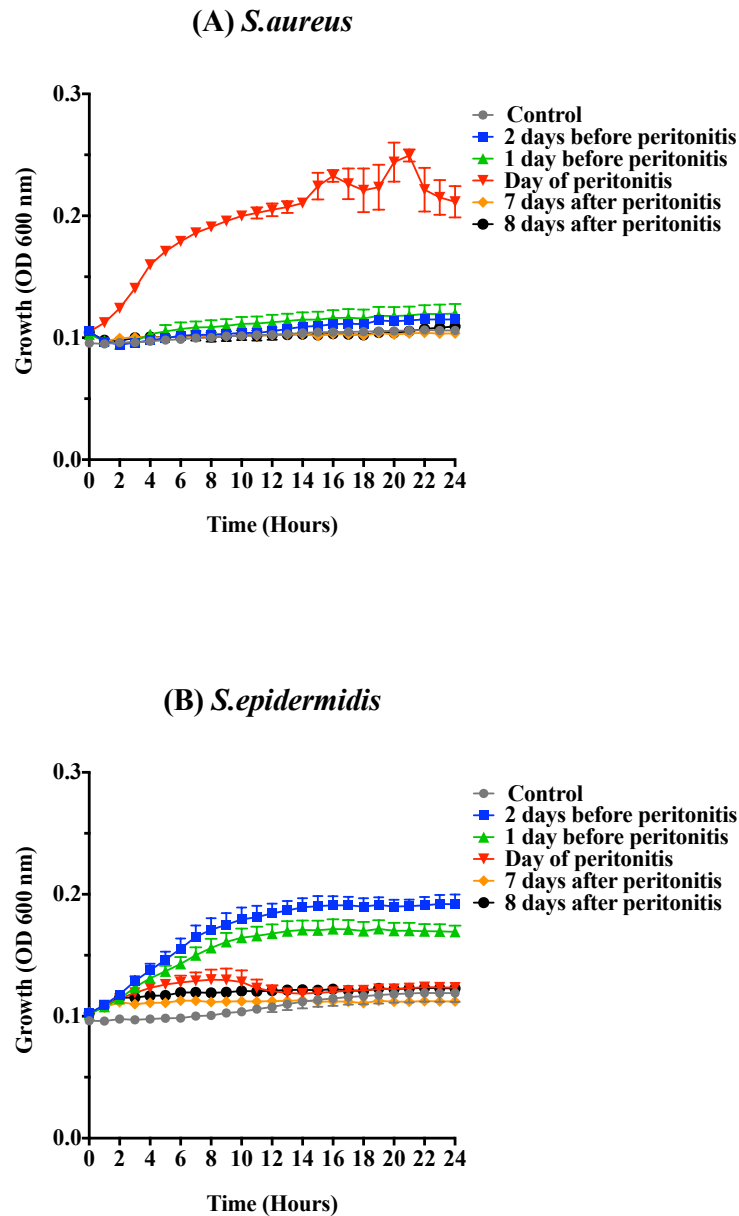 (A) S.aureus
0.3
0.2
0.1
0.0
Growth (OD 600 nm)
0 2 4 6 8 10 12 14 16 18 20 22 24
Time (Hours)
Control
2 days before peritonitis
1 day before peritonitis
Day of peritonitis
7 days after peritonitis
8 days after peritonitis
(B) S.epidermidis
0.3
0.2
0.1
0.0
Growth (OD 600 nm)
0 2 4 6 8 10 12 14 16 18 20 22 24
Time (Hours)
Control
2 days before peritonitis
1 day before peritonitis
Day of peritonitis
7 days after peritonitis
8 days after peritonitis